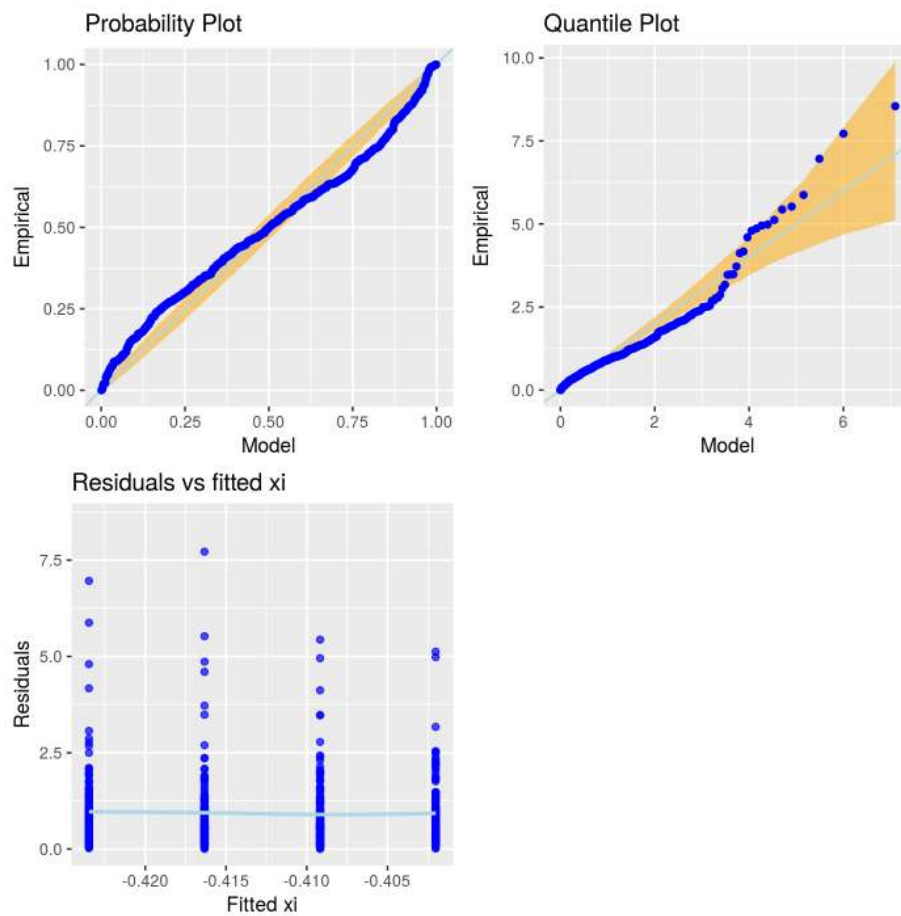 Probability Plot
1.00
0.75
0.50
0.25
0.00
0.00 0.25 0.50 0.75 1.00
Model
Empirical
Quantile Plot
10.0
7.5
5.0
2.5
0.0
0 2 4 6
Model
Empirical
Residuals vs fitted xi
7.5
5.0
2.5
0.0
-0.420 -0.415 -0.410 -0.405
Fitted xi
Residuals